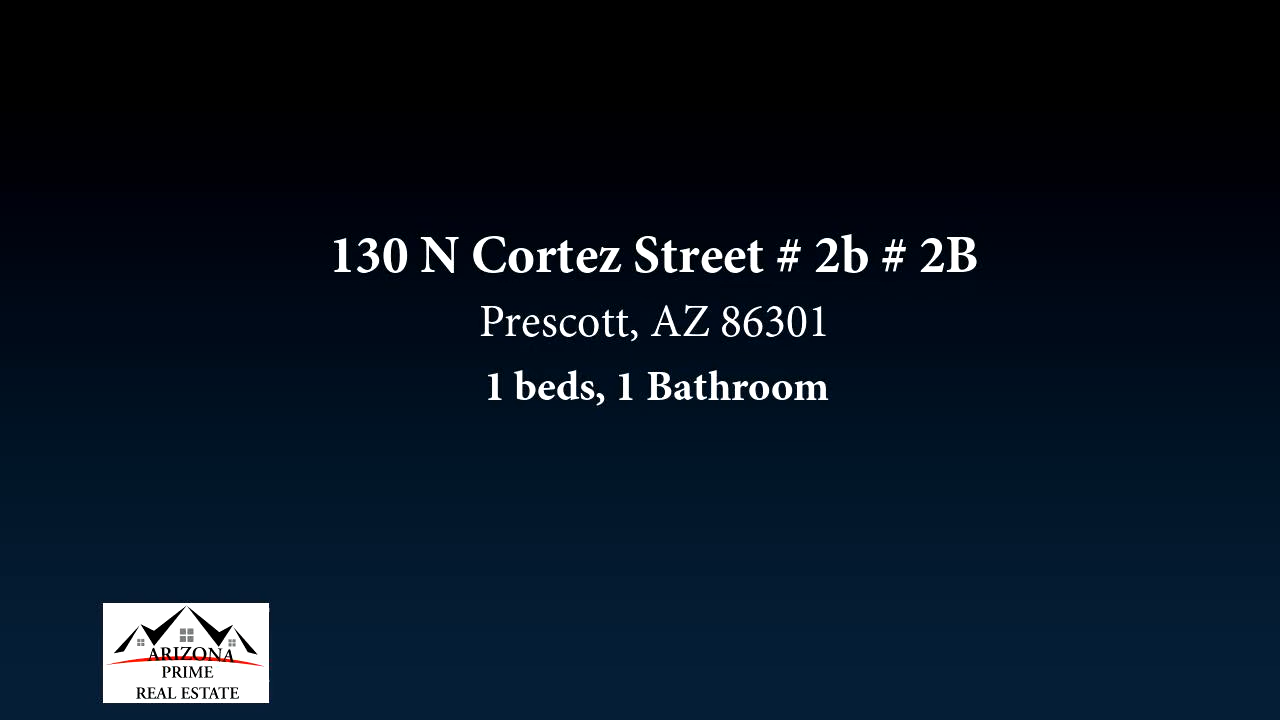 130 N Cortez Street # 2b # 2B
Prescott, AZ 86301
1 beds, 1 Bathroom
ARIZONA
PRIME
REAL ESTATE